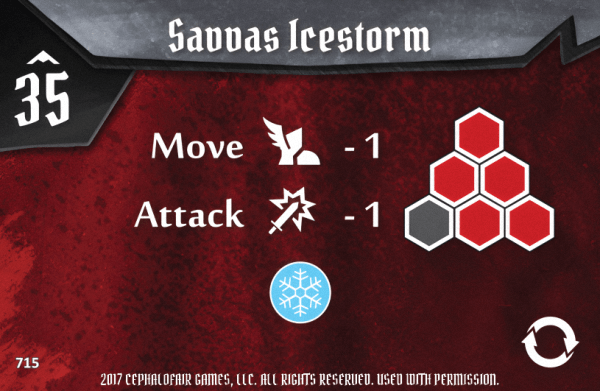 Savvas Icestorm
35
Move - 1
Attack - 1
715
2017 CEPHALOFAIR GAMES, LLC. ALL RIGHTS RESERVED. USED WITH PERMISSION.